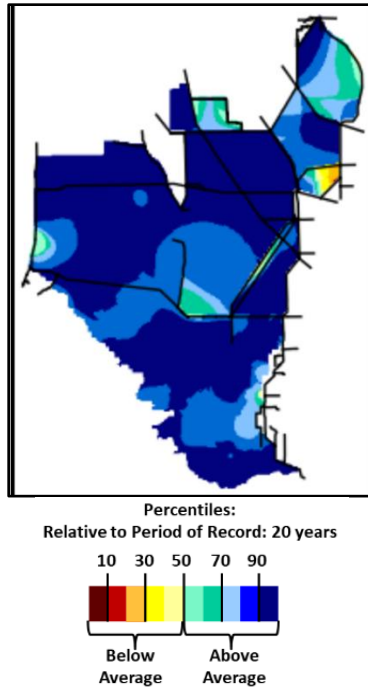 Percentiles:
Relative to Period of Record: 20 years
10 30 50 70 90
Below Above
Average Average